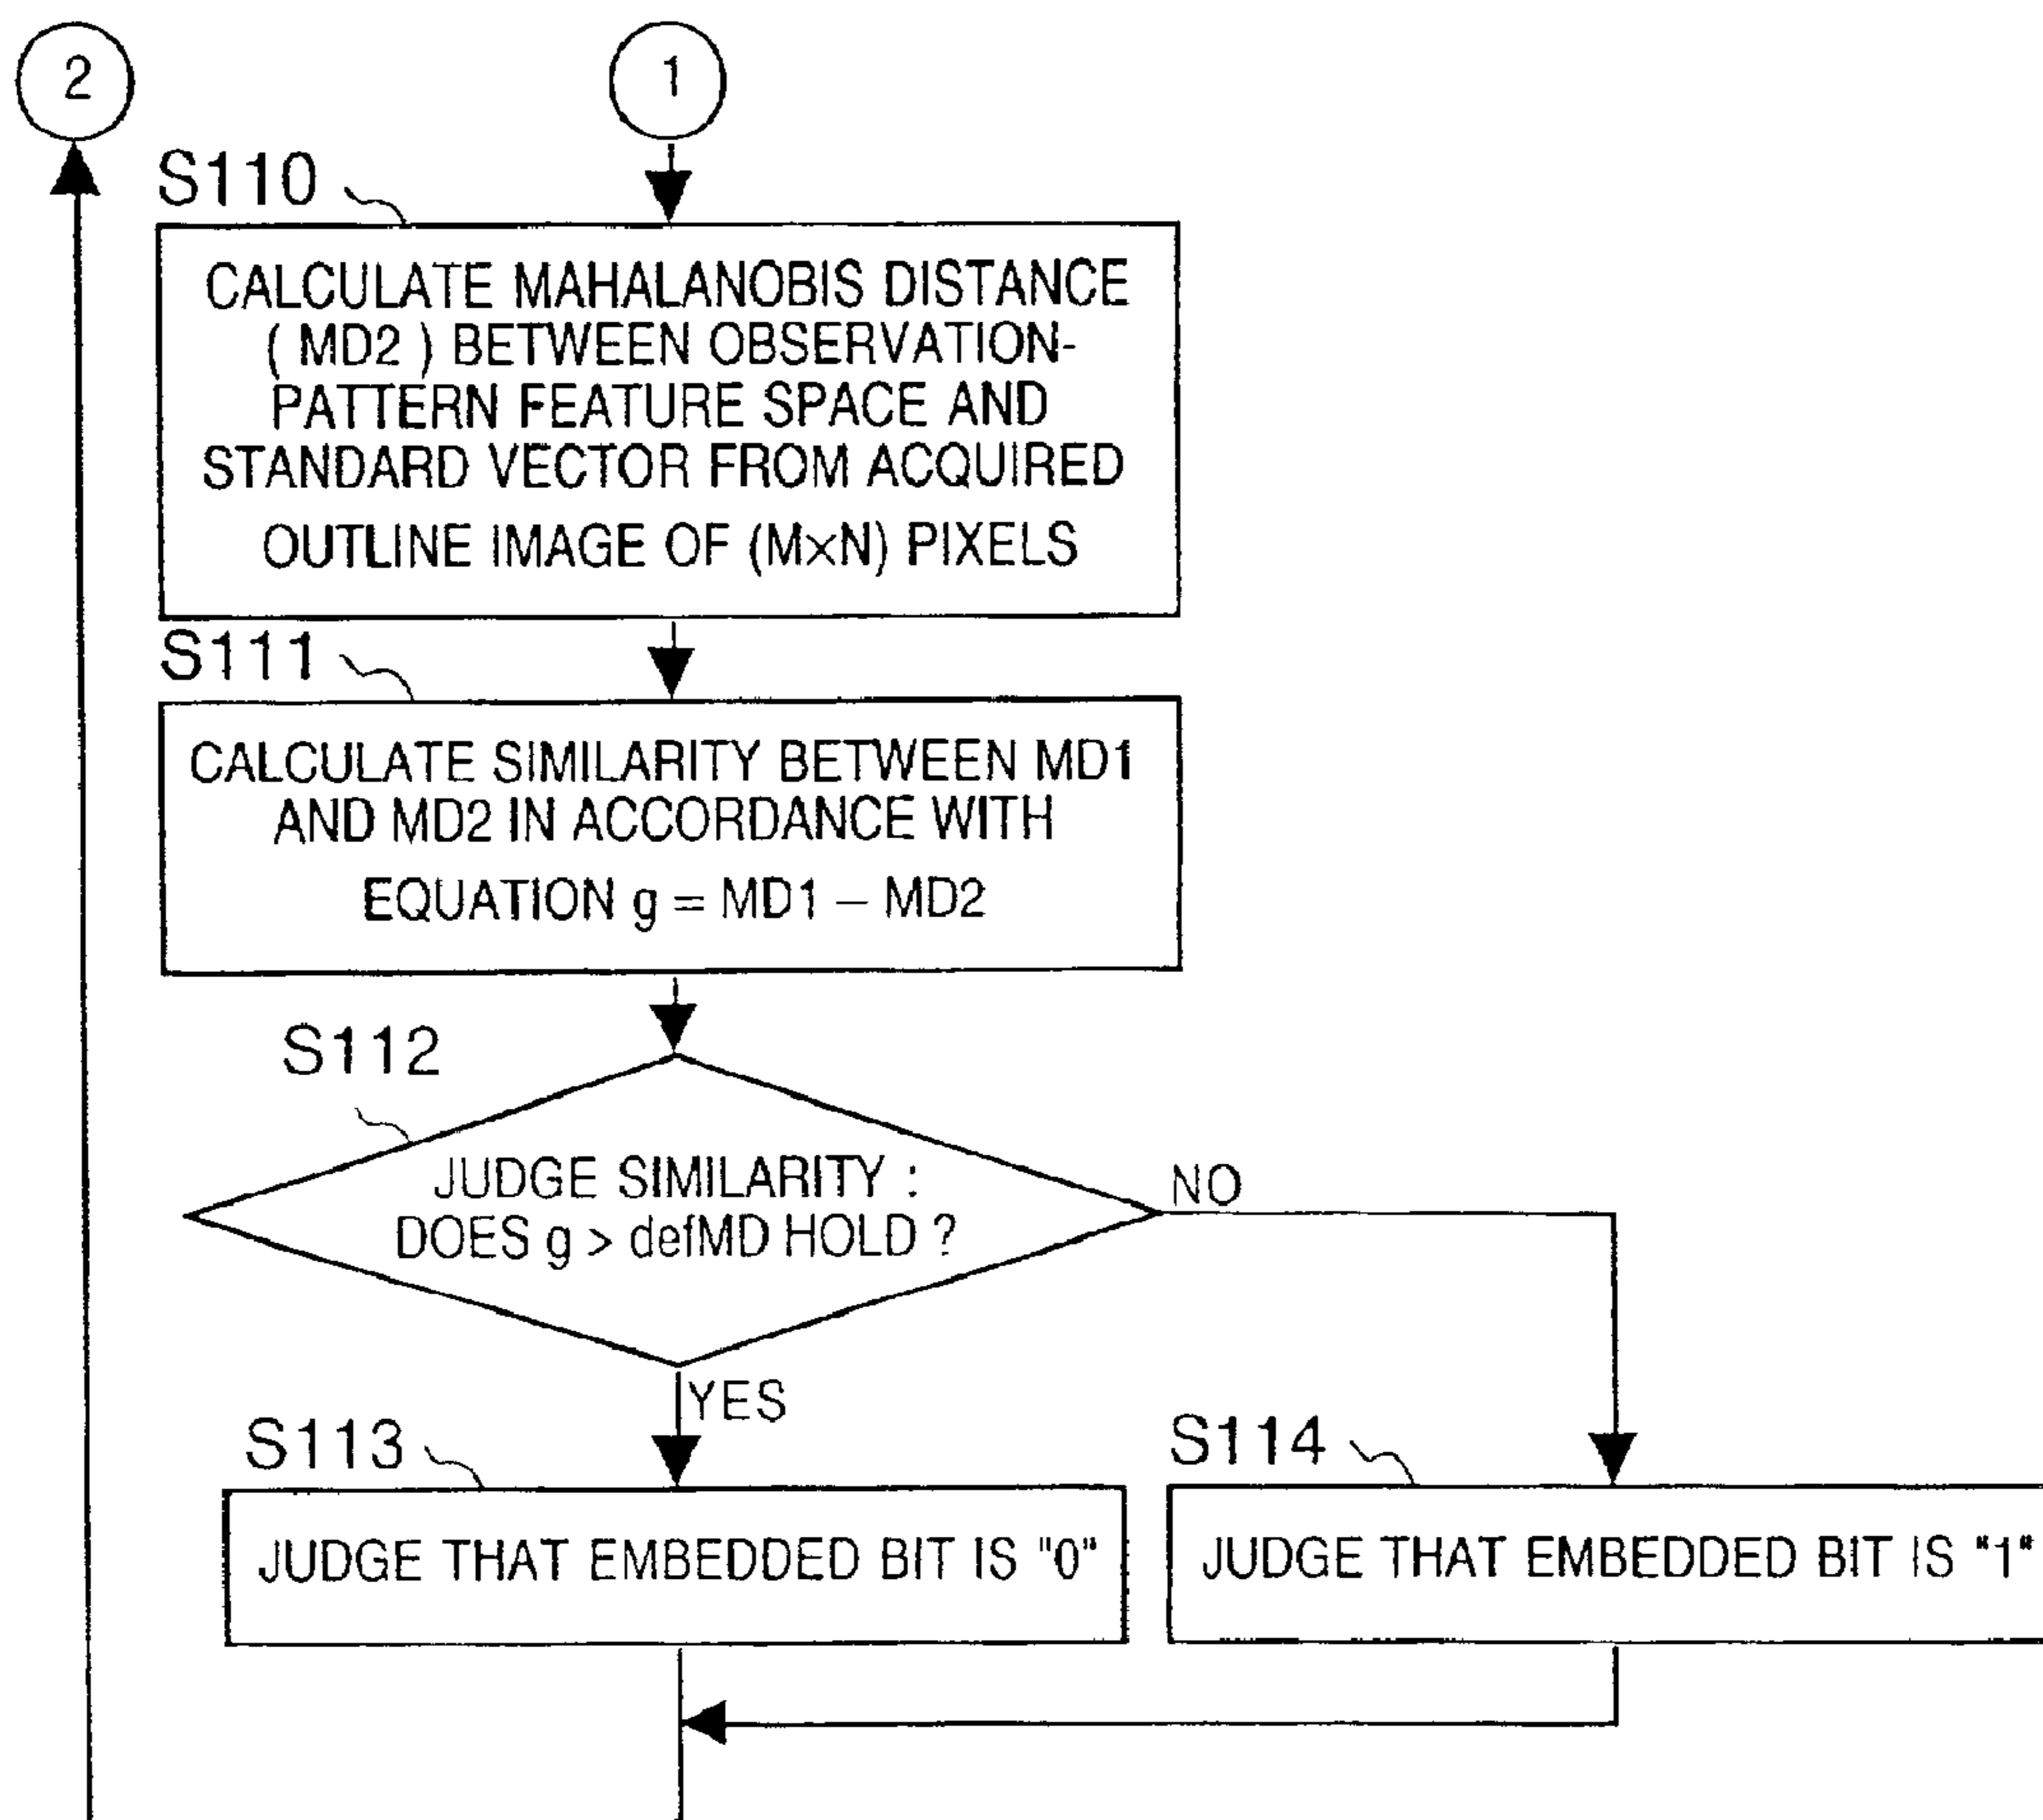 2
1
S110
CALCULATE MAHALANOBIS DISTANCE
( MD2 ) BETWEEN OBSERVATION-
PATTERN FEATURE SPACE AND
STANDARD VECTOR FROM ACQUIRED
OUTLINE IMAGE OF (M×N) PIXELS
S111
CALCULATE SIMILARITY BETWEEN MD1
AND MD2 IN ACCORDANCE WITH
EQUATION g = MD1 – MD2
S112
JUDGE SIMILARITY :
DOES g > defMD HOLD ?
NO
YES
S113
JUDGE THAT EMBEDDED BIT IS "0"
S114
JUDGE THAT EMBEDDED BIT IS "1"